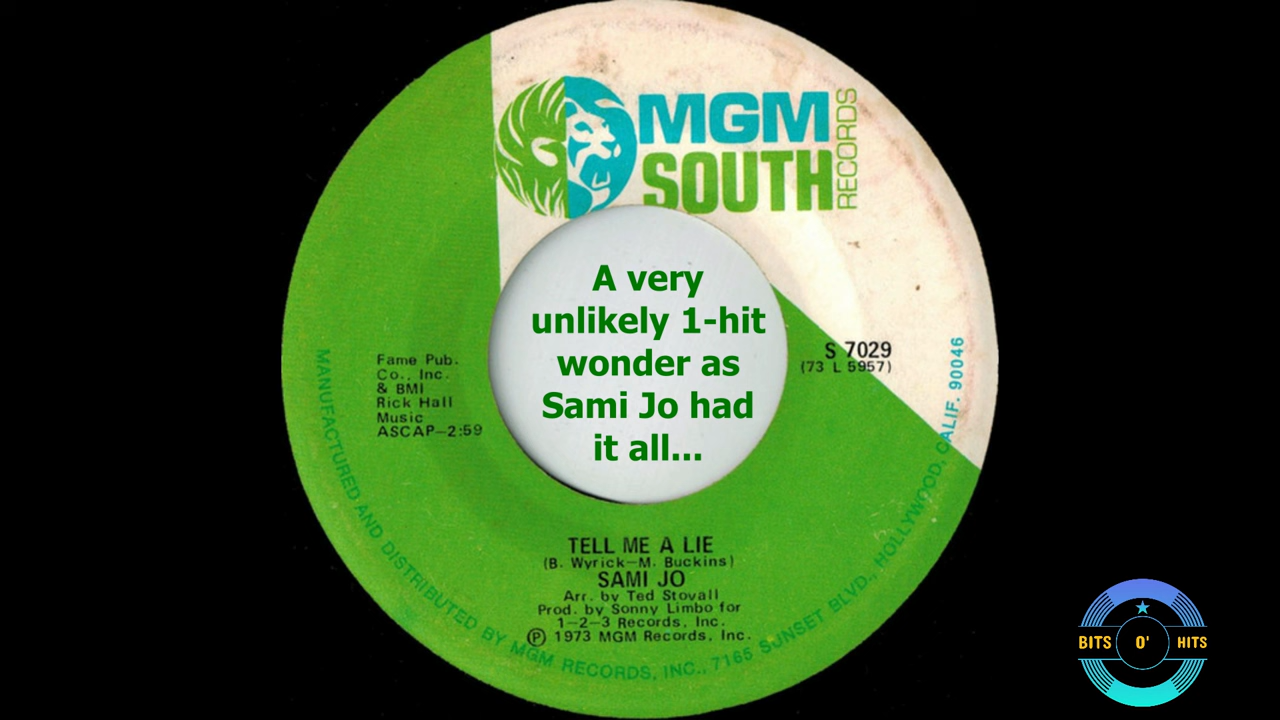 MGM
SOUTH
RECORDS
A very
unlikely 1-hit
wonder as
Sami Jo had
it all...
S 7029
(73 L 5957)
Fame Pub.
Co., Inc.
& BMI
Rick Hall
Music
ASCAP—2:59
TELL ME A LIE
(B. Wyrick—M. Buckins)
SAMI JO
Arr. by Ted Stovall
Prod. by Sonny Limbo for
1-2-3 Records, Inc.
Ⓟ 1973 MGM Records, Inc.
MANUFACTURED AND DISTRIBUTED BY MGM RECORDS, INC., 7165 SUNSET BLVD., HOLLYWOOD, CALIF. 90046
BITS O' HITS